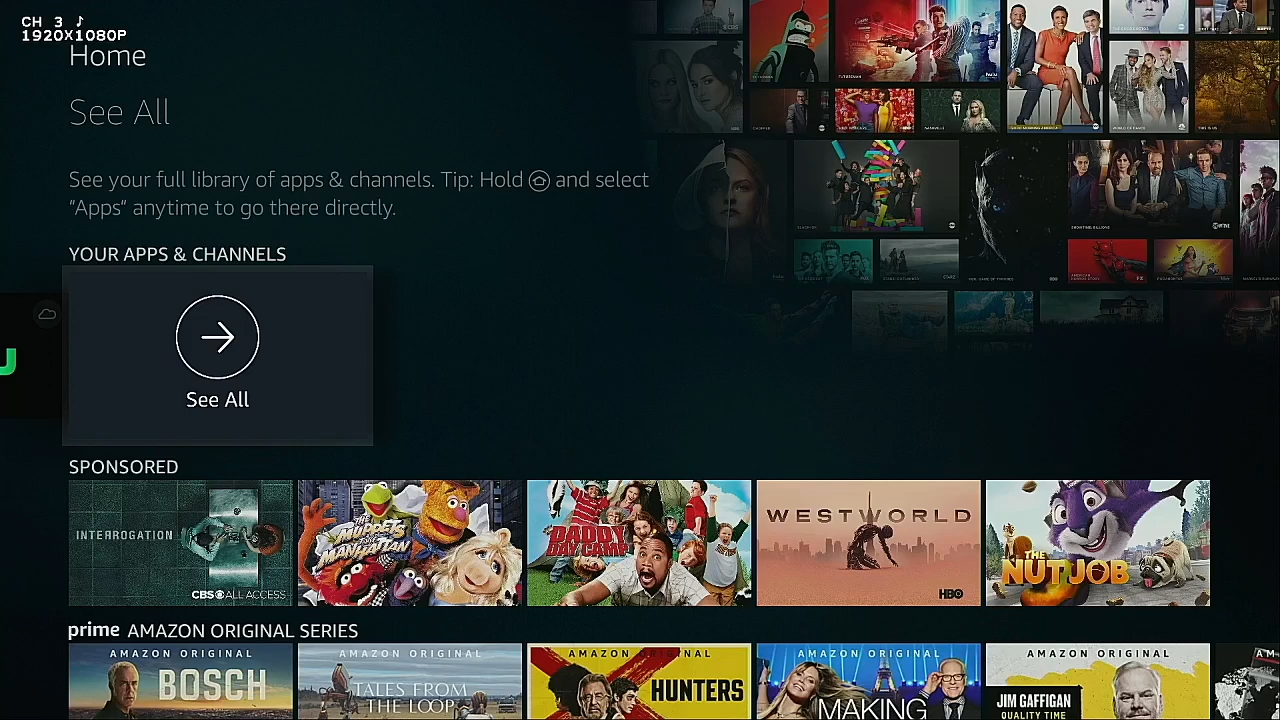 CH 3 ♪
1920X1080P
Home
See All
See your full library of apps & channels. Tip: Hold and select
"Apps" anytime to go there directly.
YOUR APPS & CHANNELS
See All
SPONSORED
INTERROGATION
CBS ALL ACCESS
THE MUPPETS TAKE MANHATTAN
DADDY DAY CAMP
WESTWORLD
HBO
THE NUT JOB
prime AMAZON ORIGINAL SERIES
AMAZON ORIGINAL
BOSCH
AMAZON ORIGINAL
TALES FROM
THE LOOP
AMAZON ORIGINAL
HUNTERS
AMAZON ORIGINAL
MAKING
AMAZON ORIGINAL
JIM GAFFIGAN
QUALITY TIME
AM